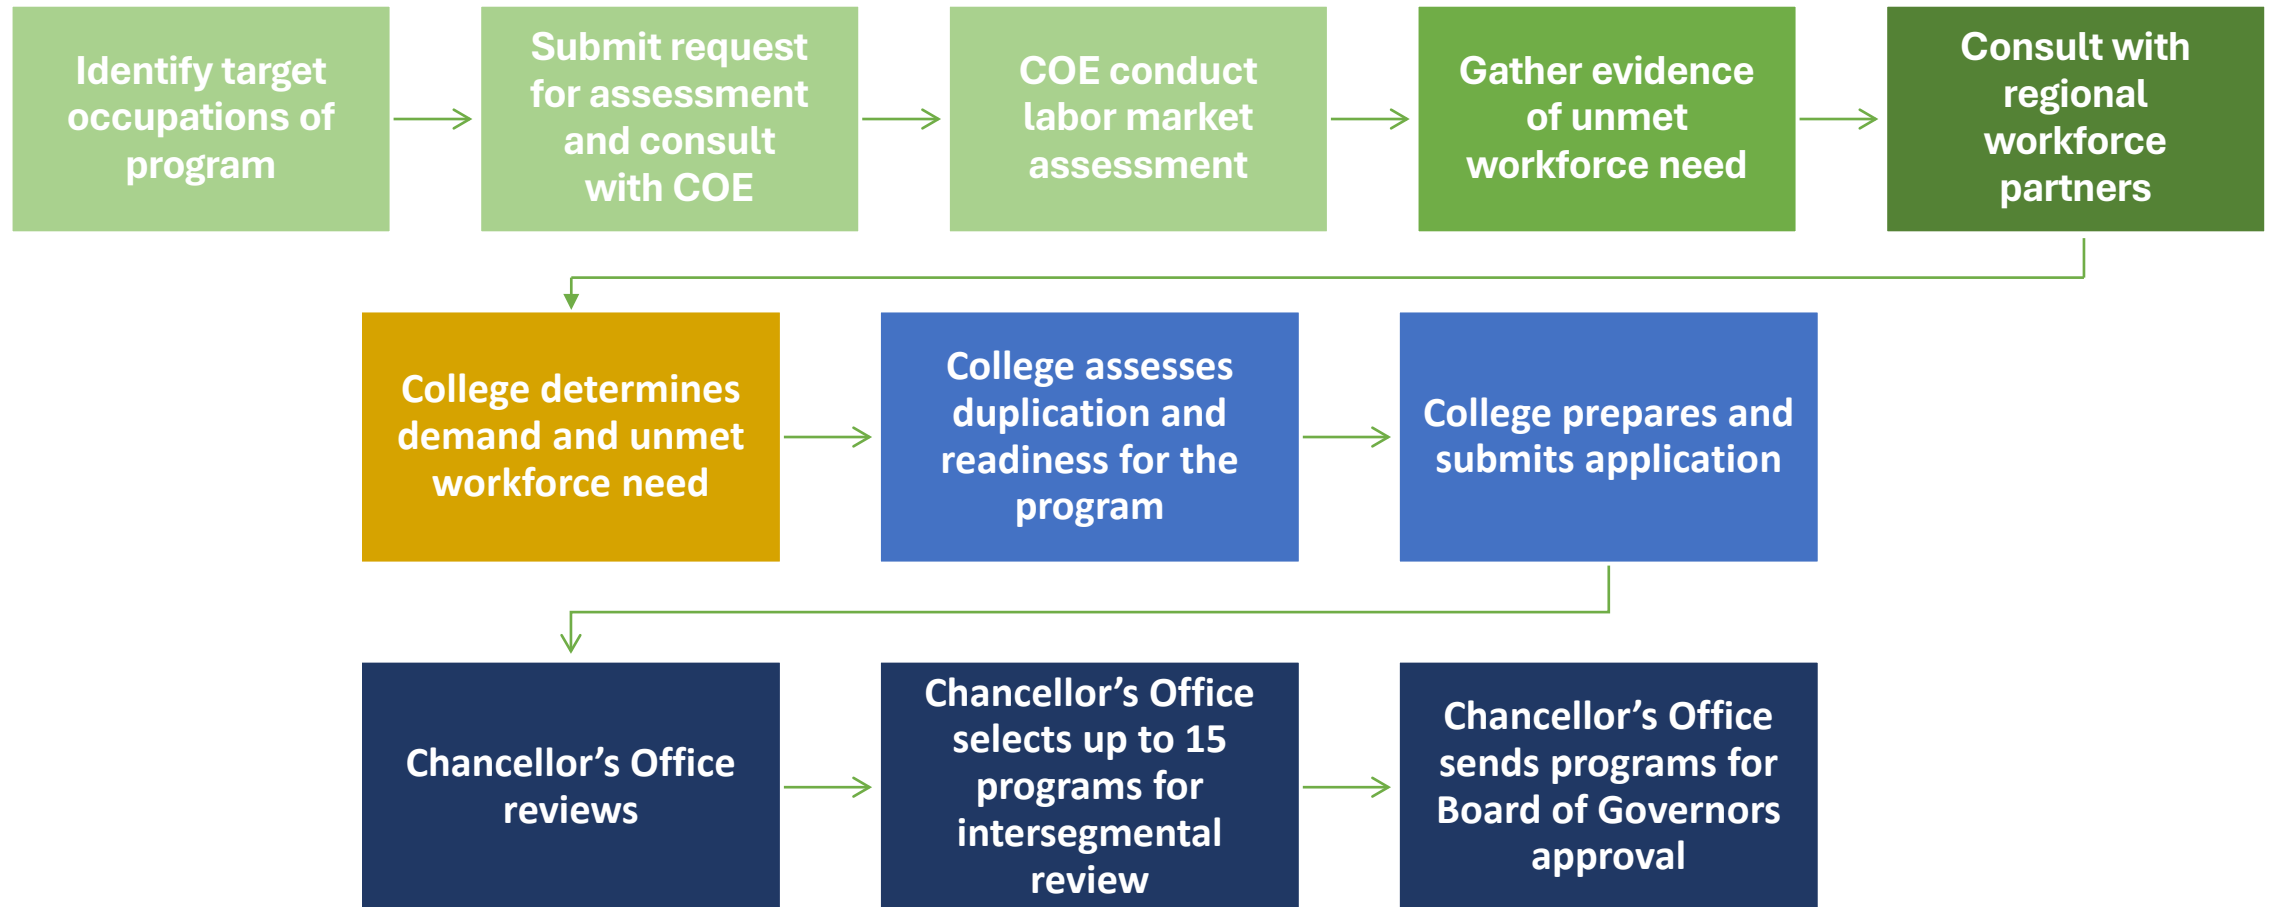 Identify target
occupations of
program
Submit request
for assessment
and consult
with COE
COE conduct
labor market
assessment
Gather evidence
of unmet
workforce need
Consult with
regional
workforce
partners
College determines
demand and unmet
workforce need
College assesses
duplication and
readiness for the
program
College prepares and
submits application
Chancellor’s Office
reviews
Chancellor’s Office
selects up to 15
programs for
intersegmental
review
Chancellor’s Office
sends programs for
Board of Governors
approval